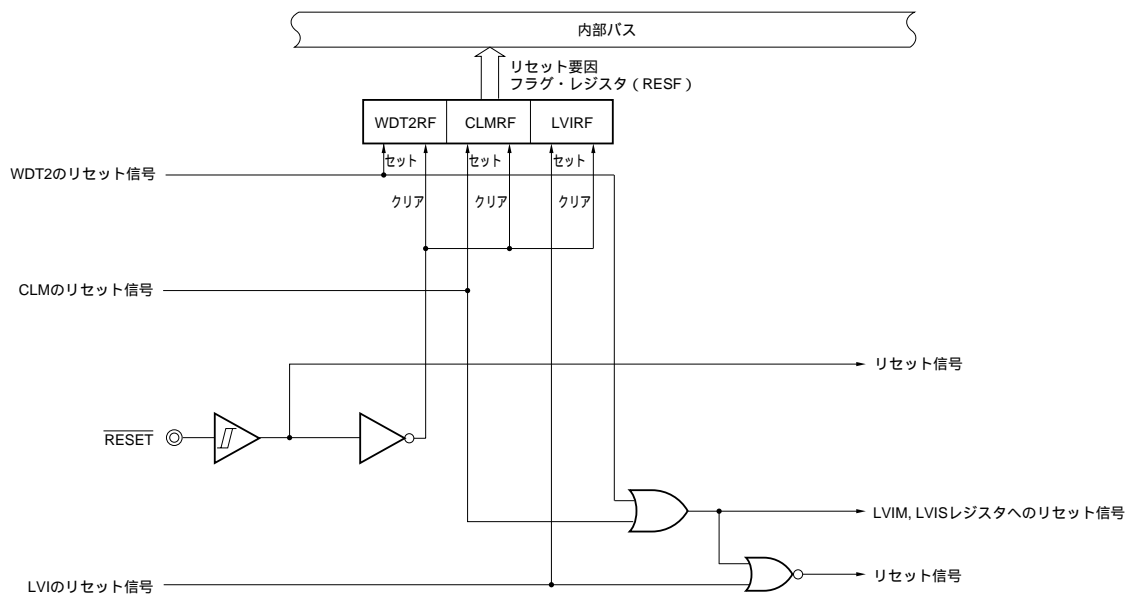 内部バス
リセット要因
フラグ・レジスタ（RESF）
WDT2RF
CLMRF
LVIRF
セット
セット
セット
WDT2のリセット信号
クリア
クリア
クリア
CLMのリセット信号
リセット信号
RESET
LVIM, LVISレジスタへのリセット信号
リセット信号
LVIのリセット信号